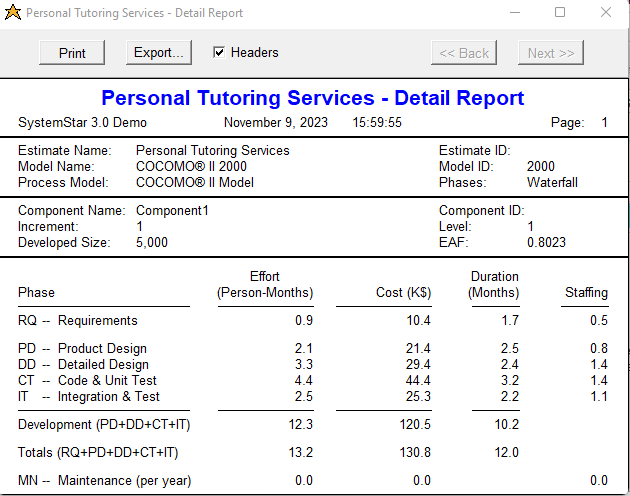 Personal Tutoring Services - Detail Report
Print Export... Headers << Back Next >>
Personal Tutoring Services - Detail Report
SystemStar 3.0 Demo November 9, 2023 15:59:55 Page: 1
Estimate Name: Personal Tutoring Services Estimate ID:
Model Name: COCOMO® II 2000 Model ID: 2000
Process Model: COCOMO® II Model Phases: Waterfall
Component Name: Component1 Component ID:
Increment: 1 Level: 1
Developed Size: 5,000 EAF: 0.8023
Effort Duration
Phase (Person-Months) Cost (K$) (Months) Staffing
RQ -- Requirements 0.9 10.4 1.7 0.5
PD -- Product Design 2.1 21.4 2.5 0.8
DD -- Detailed Design 3.3 29.4 2.4 1.4
CT -- Code & Unit Test 4.4 44.4 3.2 1.4
IT -- Integration & Test 2.5 25.3 2.2 1.1
Development (PD+DD+CT+IT) 12.3 120.5 10.2
Totals (RQ+PD+DD+CT+IT) 13.2 130.8 12.0
MN -- Maintenance (per year) 0.0 0.0 0.0